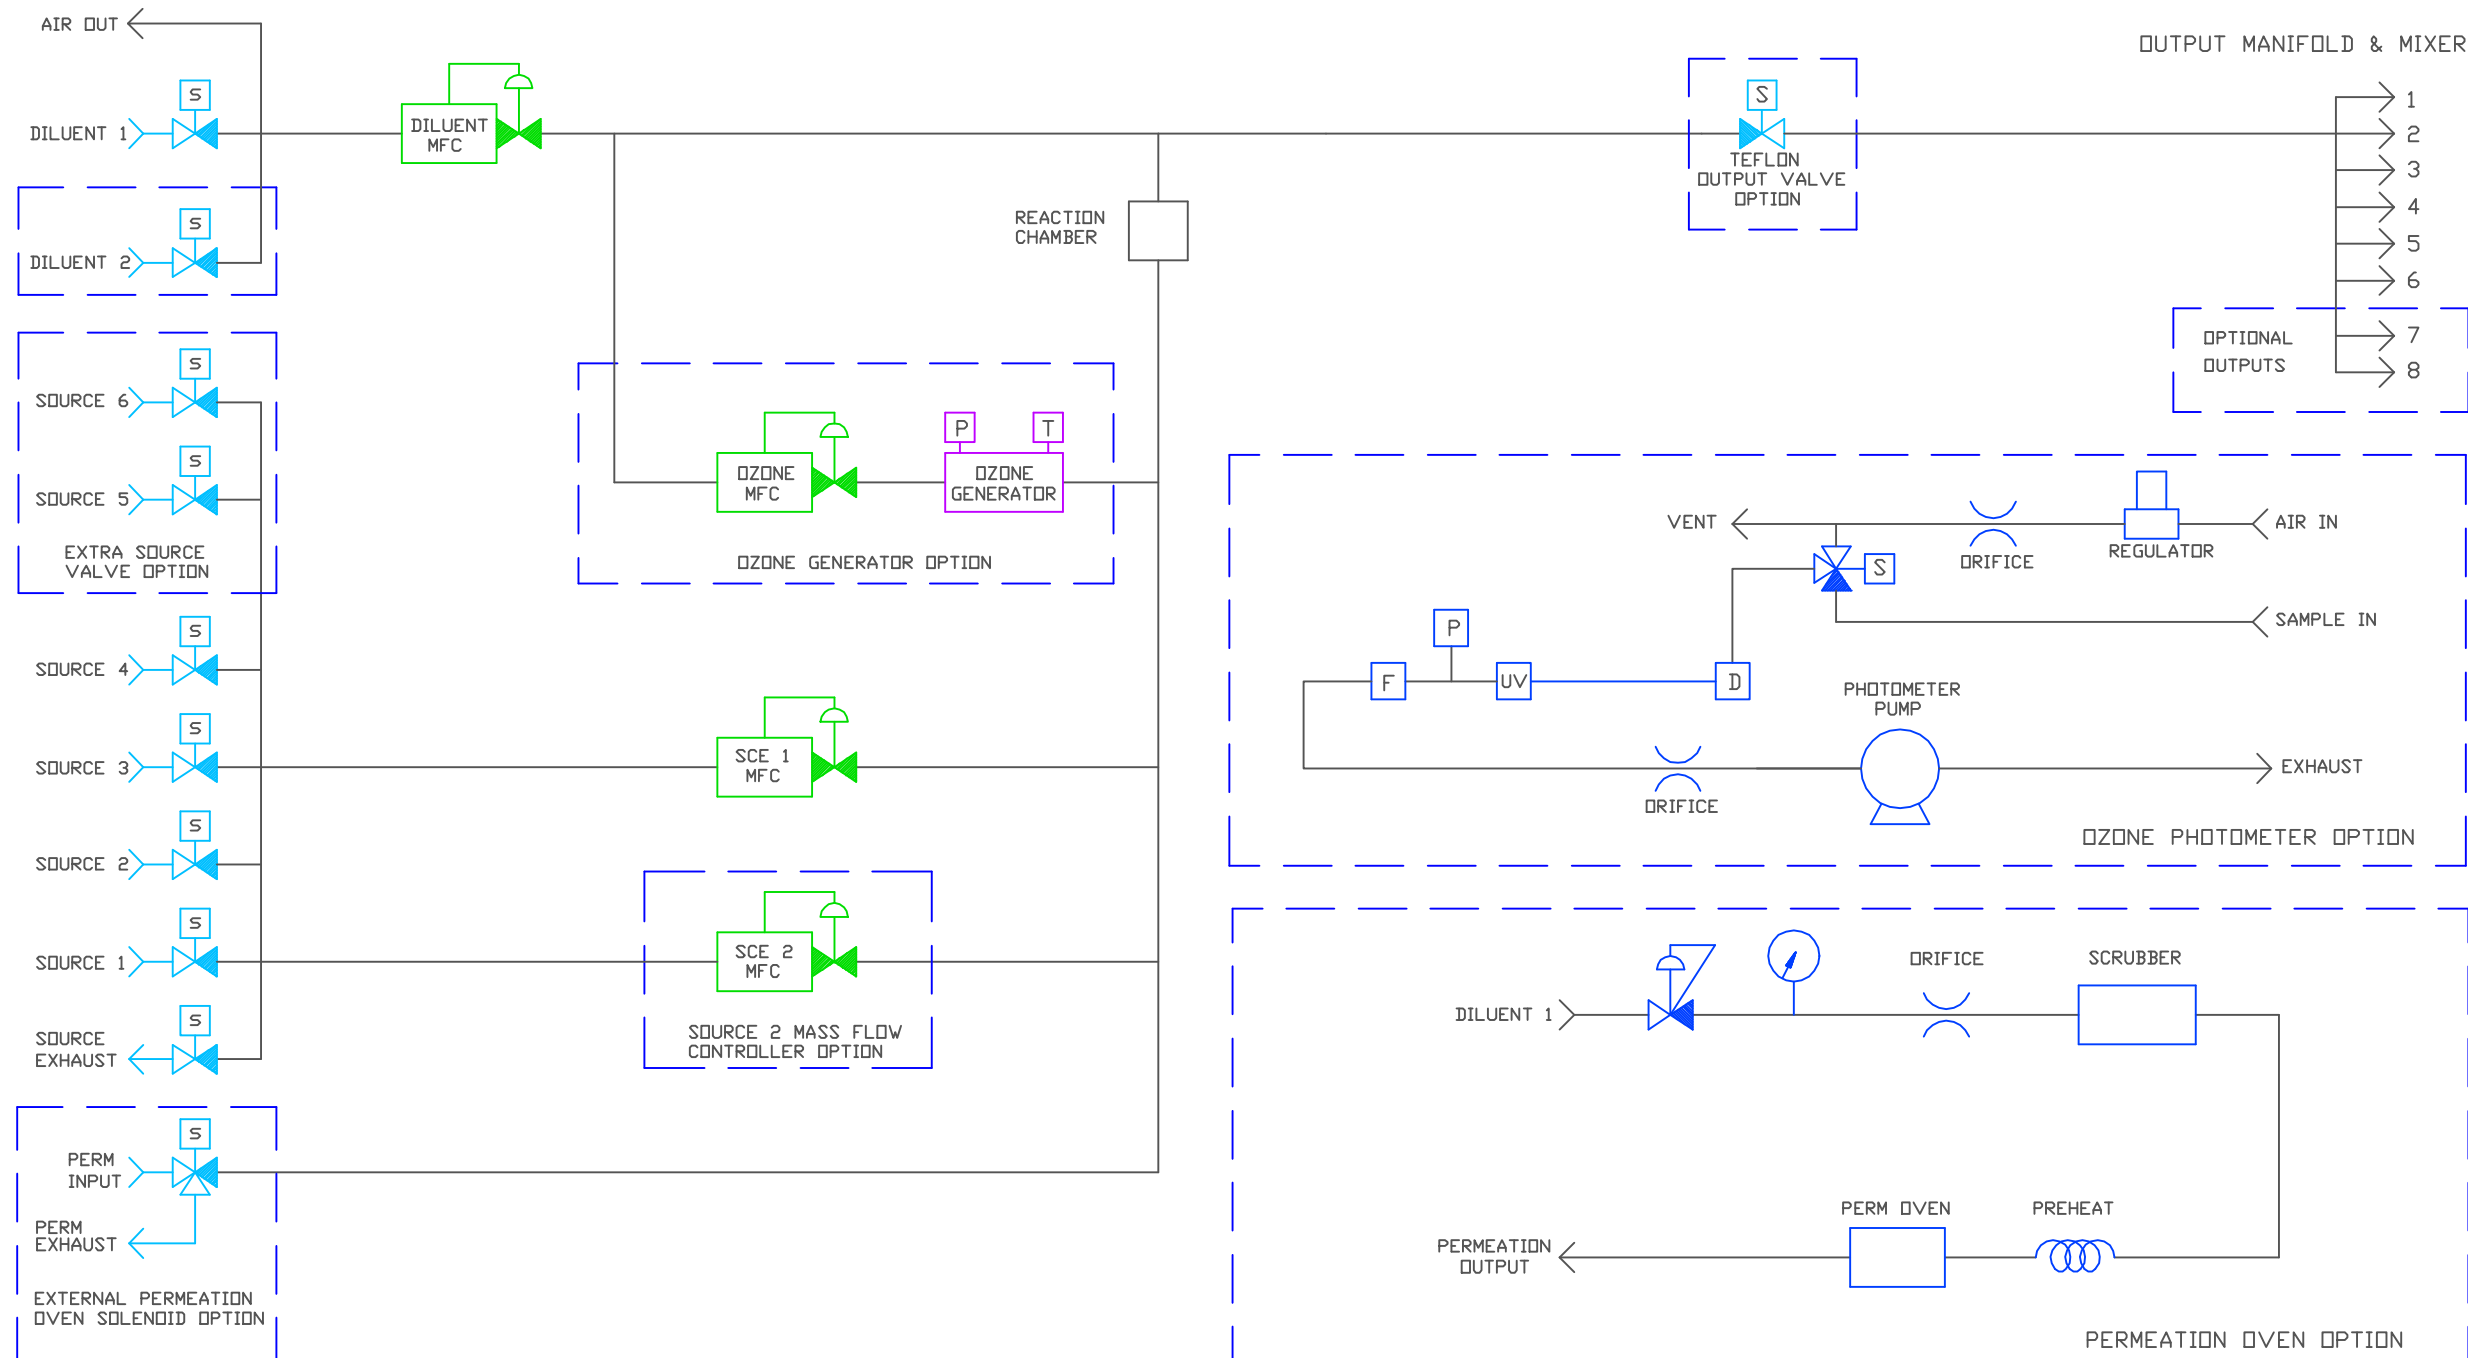 AIR OUT
OUTPUT MANIFOLD & MIXER
S
DILUENT 1
DILUENT
MFC
S
TEFLON
OUTPUT VALVE
OPTION
1
2
3
4
5
6
OPTIONAL
OUTPUTS
7
8
S
DILUENT 2
REACTION
CHAMBER
S
SOURCE 6
S
SOURCE 5
EXTRA SOURCE
VALVE OPTION
OZONE
MFC
P
T
OZONE
GENERATOR
OZONE GENERATOR OPTION
VENT
ORIFICE
REGULATOR
AIR IN
S
SAMPLE IN
P
F
UV
D
PHOTOMETER
PUMP
ORIFICE
EXHAUST
OZONE PHOTOMETER OPTION
S
SOURCE 4
S
SOURCE 3
SCE 1
MFC
S
SOURCE 2
S
SOURCE 1
SCE 2
MFC
SOURCE 2 MASS FLOW
CONTROLLER OPTION
S
SOURCE
EXHAUST
S
PERM
INPUT
PERM
EXHAUST
EXTERNAL PERMEATION
OVEN SOLENOID OPTION
DILUENT 1
ORIFICE
SCRUBBER
PERM OVEN
PREHEAT
PERMEATION
OUTPUT
PERMEATION OVEN OPTION